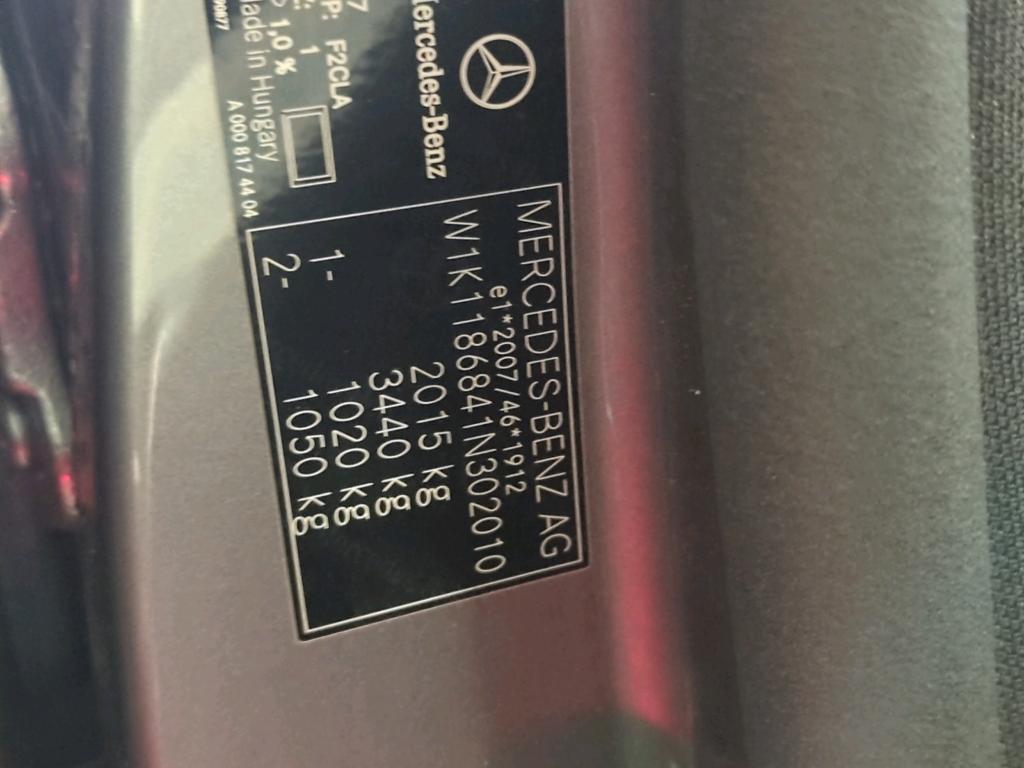 Mercedes-Benz
7
P: F2CLA
: 1
1,0 %
Made in Hungary
A 000 817 44 04
MERCEDES-BENZ AG
e1*2007/46*1912
W1K1186841N302010
2015 kg
3440 kg
1- 1020 kg
2- 1050 kg